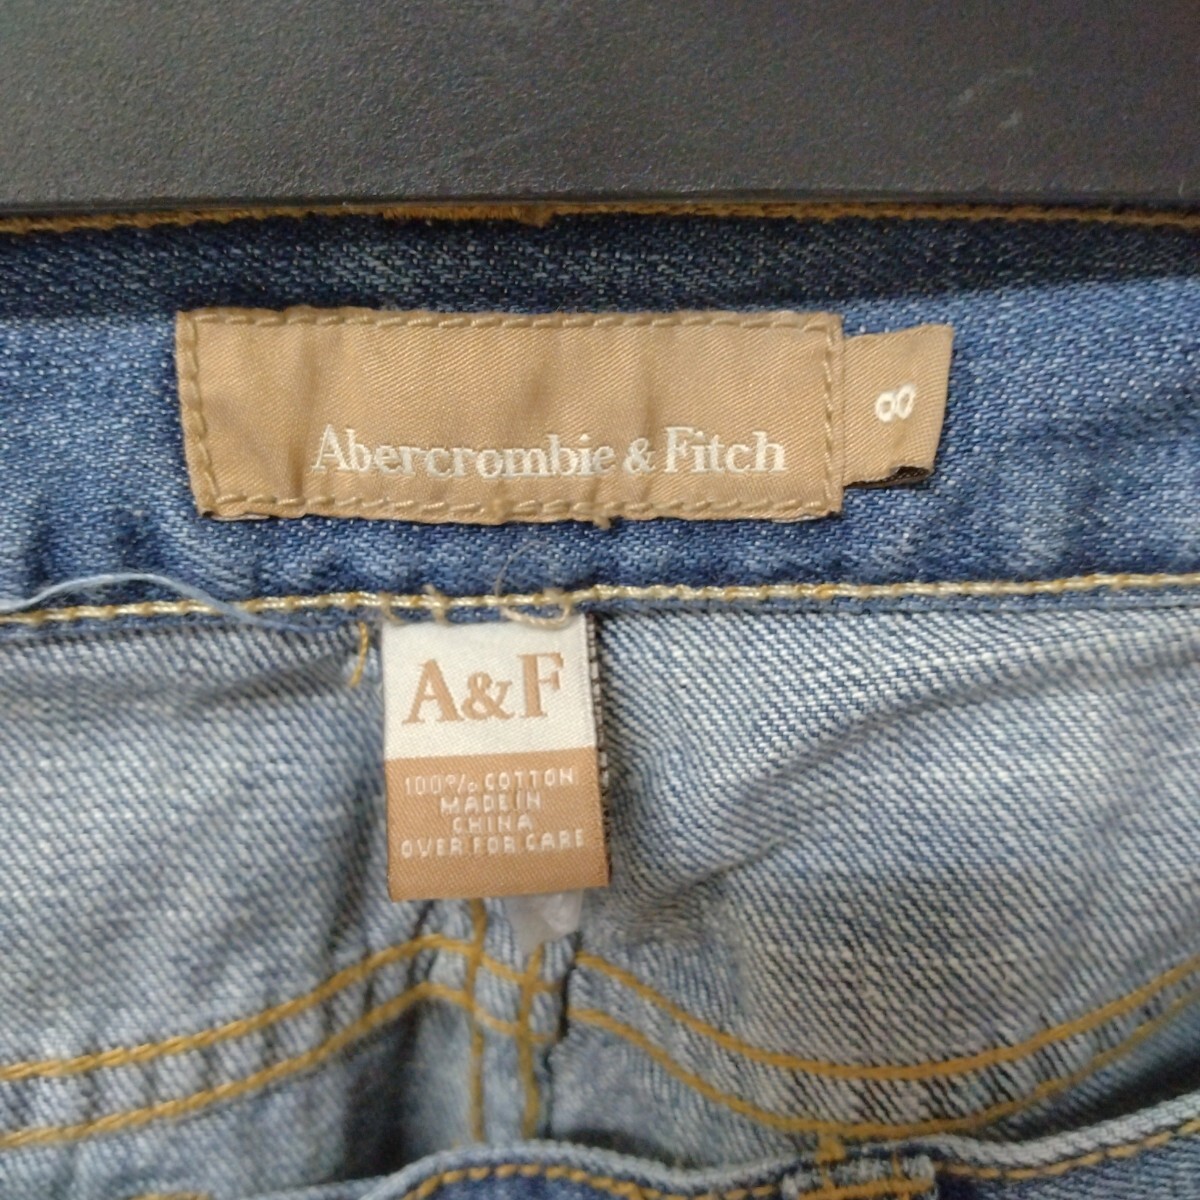 Abercrombie & Fitch
8
A&F
100% COTTON
MADE IN
CHINA
OVER FOR CARE